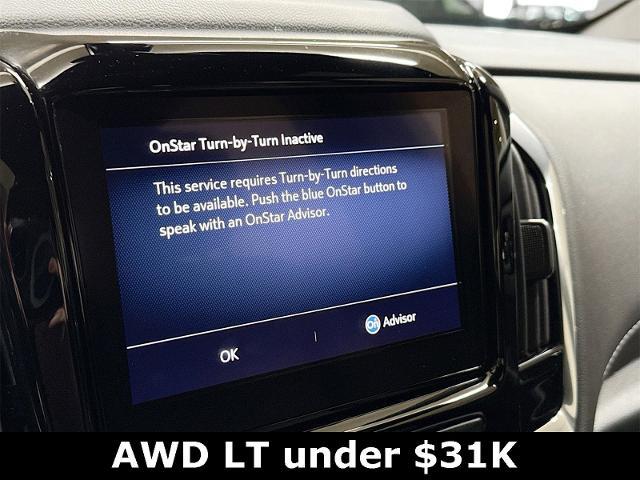 OnStar Turn-by-Turn Inactive
This service requires Turn-by-Turn directions
to be available. Push the blue OnStar button to
speak with an OnStar Advisor.
OK
On Advisor
AWD LT under $31K